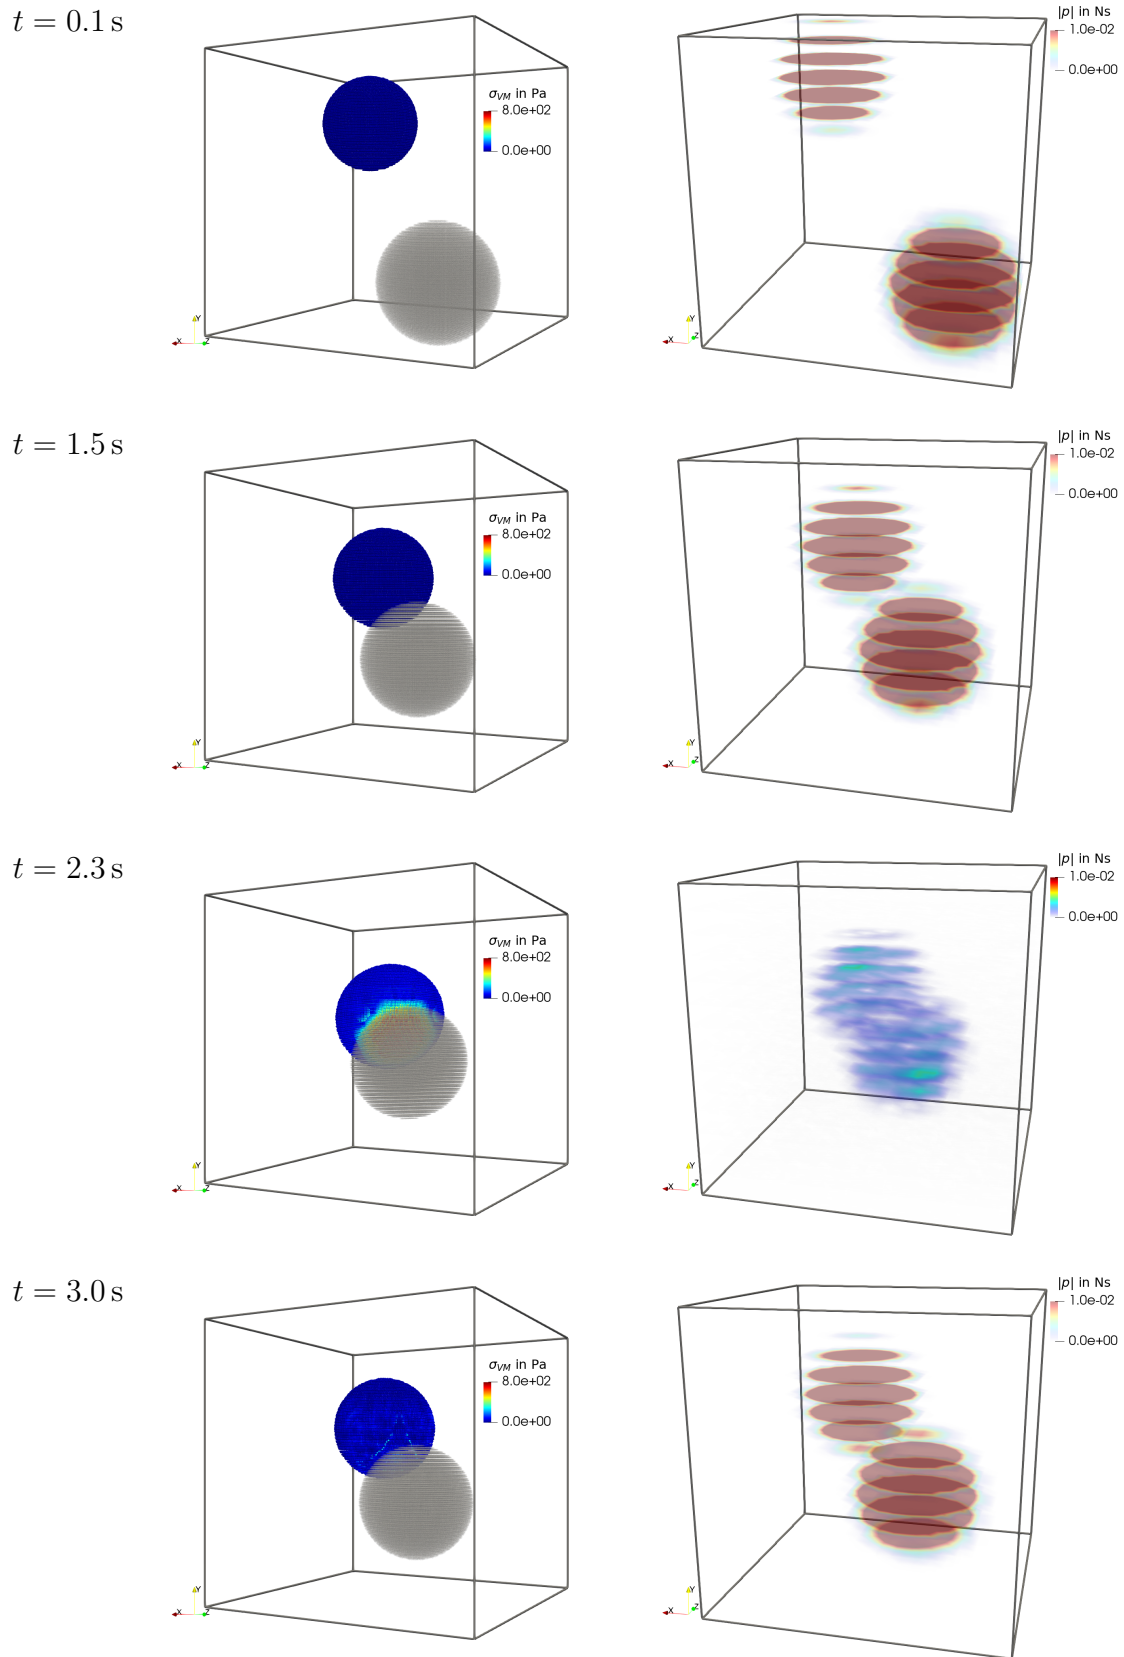 t = 0.1 s
|p| in Ns
1.0e-02
0.0e+00
σVM in Pa
8.0e+02
0.0e+00
Y
X
Z
Y
X
Z
t = 1.5 s
|p| in Ns
1.0e-02
0.0e+00
σVM in Pa
8.0e+02
0.0e+00
Y
X
Z
Y
X
Z
t = 2.3 s
|p| in Ns
1.0e-02
0.0e+00
σVM in Pa
8.0e+02
0.0e+00
Y
X
Z
Y
X
Z
t = 3.0 s
|p| in Ns
1.0e-02
0.0e+00
σVM in Pa
8.0e+02
0.0e+00
Y
X
Z
Y
X
Z